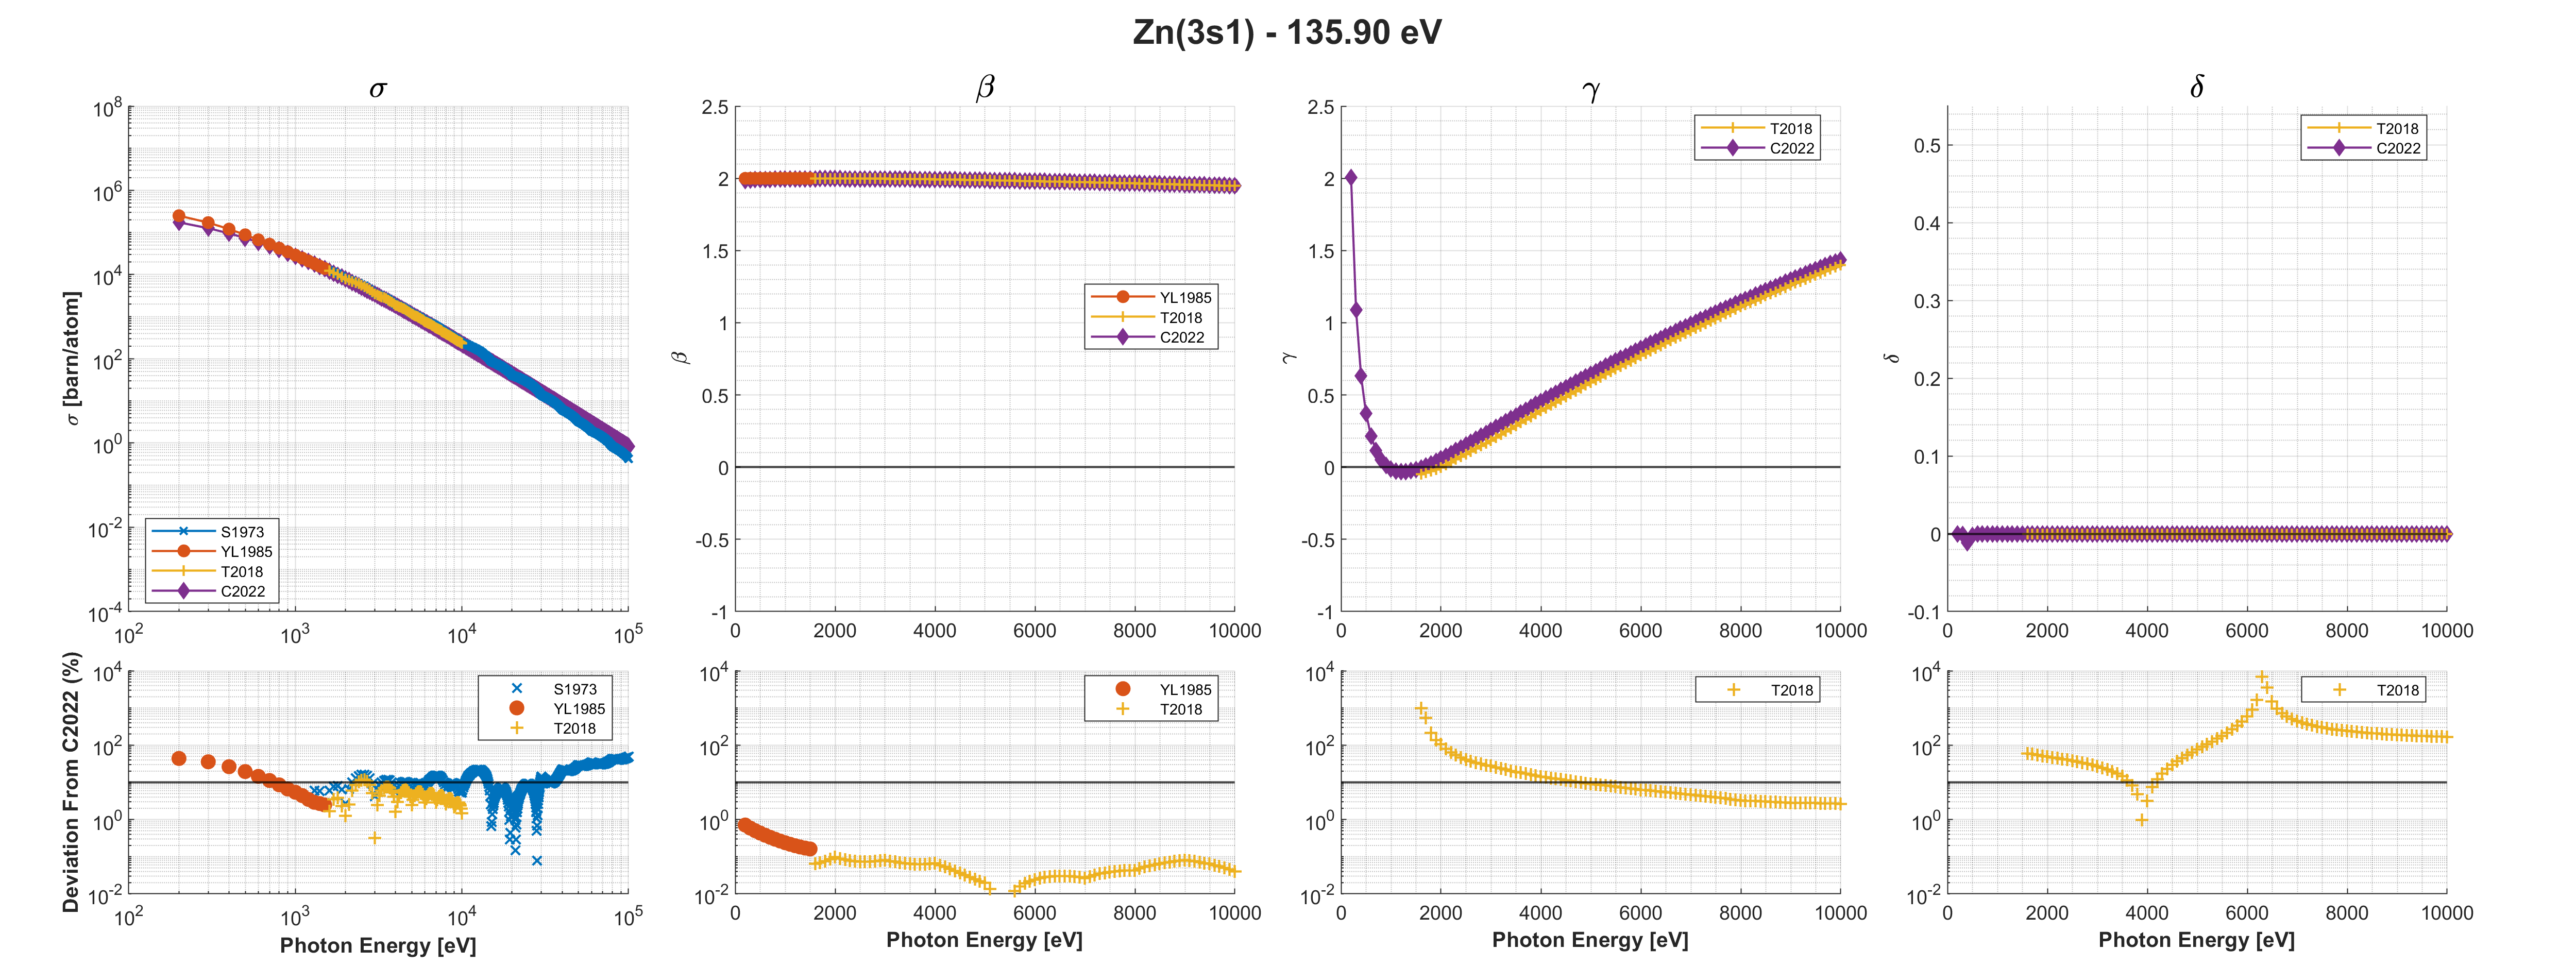 Zn(3s1) - 135.90 eV
σ
10^8
10^6
10^4
10^2
10^0
10^-2
10^-4
10^2
10^3
10^4
10^5
σ [barn/atom]
S1973
YL1985
T2018
C2022
β
2.5
2
1.5
1
0.5
0
-0.5
-1
0
2000
4000
6000
8000
10000
β
YL1985
T2018
C2022
γ
2.5
2
1.5
1
0.5
0
-0.5
-1
0
2000
4000
6000
8000
10000
γ
T2018
C2022
δ
0.5
0.4
0.3
0.2
0.1
0
-0.1
0
2000
4000
6000
8000
10000
δ
T2018
C2022
10^4
10^2
10^0
10^-2
10^2
10^3
10^4
10^5
Deviation From C2022 (%)
Photon Energy [eV]
S1973
YL1985
T2018
10^4
10^2
10^0
10^-2
0
2000
4000
6000
8000
10000
Photon Energy [eV]
YL1985
T2018
10^4
10^2
10^0
10^-2
0
2000
4000
6000
8000
10000
Photon Energy [eV]
T2018
10^4
10^2
10^0
10^-2
0
2000
4000
6000
8000
10000
Photon Energy [eV]
T2018